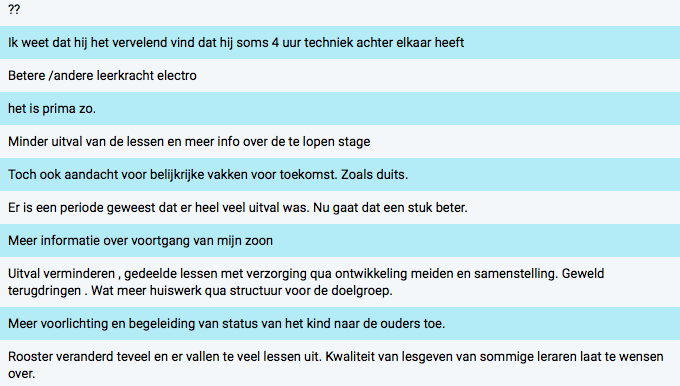 ??
Ik weet dat hij het vervelend vind dat hij soms 4 uur techniek achter elkaar heeft
Betere /andere leerkracht electro
het is prima zo.
Minder uitval van de lessen en meer info over de te lopen stage
Toch ook aandacht voor belijkrijke vakken voor toekomst. Zoals duits.
Er is een periode geweest dat er heel veel uitval was. Nu gaat dat een stuk beter.
Meer informatie over voortgang van mijn zoon
Uitval verminderen , gedeelde lessen met verzorging qua ontwikkeling meiden en samenstelling. Geweld
terugdringen . Wat meer huiswerk qua structuur voor de doelgroep.
Meer voorlichting en begeleiding van status van het kind naar de ouders toe.
Rooster veranderd teveel en er vallen te veel lessen uit. Kwaliteit van lesgeven van sommige leraren laat te wensen
over.